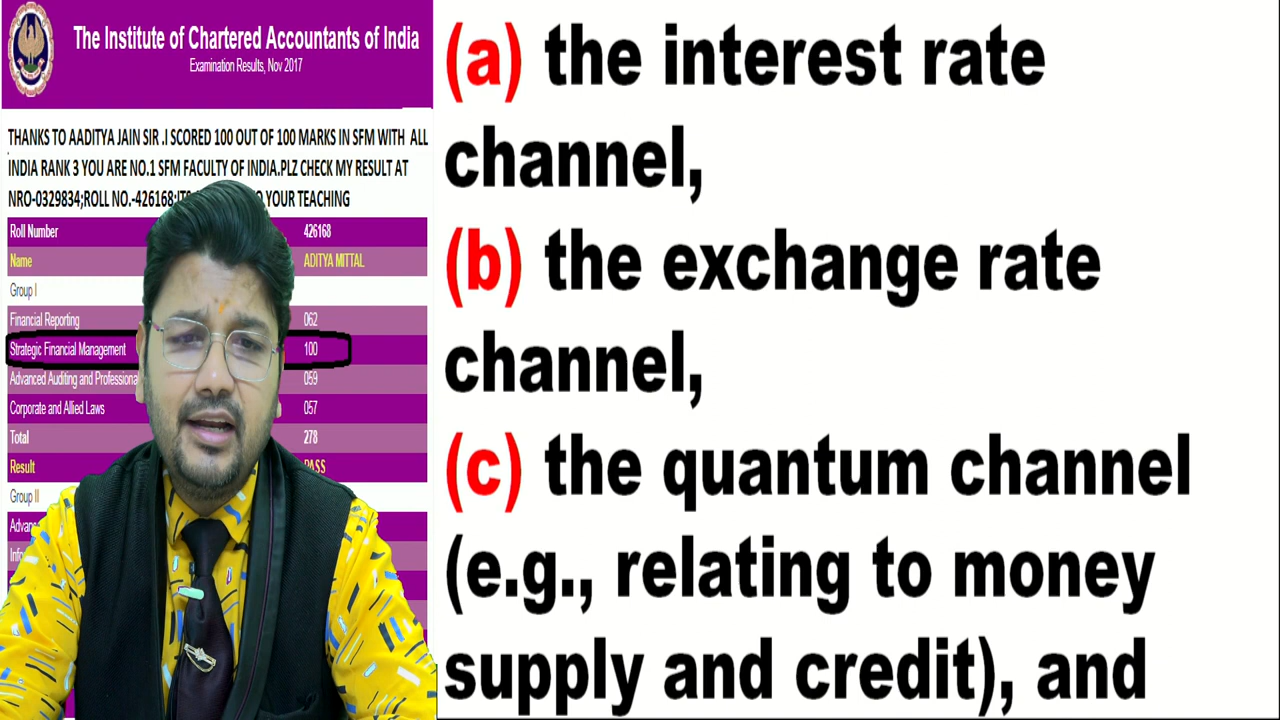 The Institute of Chartered Accountants of India
Examination Results, Nov 2017
THANKS TO AADITYA JAIN SIR .I SCORED 100 OUT OF 100 MARKS IN SFM WITH ALL
INDIA RANK 3 YOU ARE NO.1 SFM FACULTY OF INDIA.PLZ CHECK MY RESULT AT
NRO-0329834;ROLL NO.-426168; YOUR TEACHING
Roll Number 426168
Name ADITYA MITTAL
Group I
Financial Reporting 062
Strategic Financial Management 100
Advanced Auditing and Professiona 059
Corporate and Allied Laws 057
Total 278
Result PASS
Group II
(a) the interest rate
channel,
(b) the exchange rate
channel,
(c) the quantum channel
(e.g., relating to money
supply and credit), and